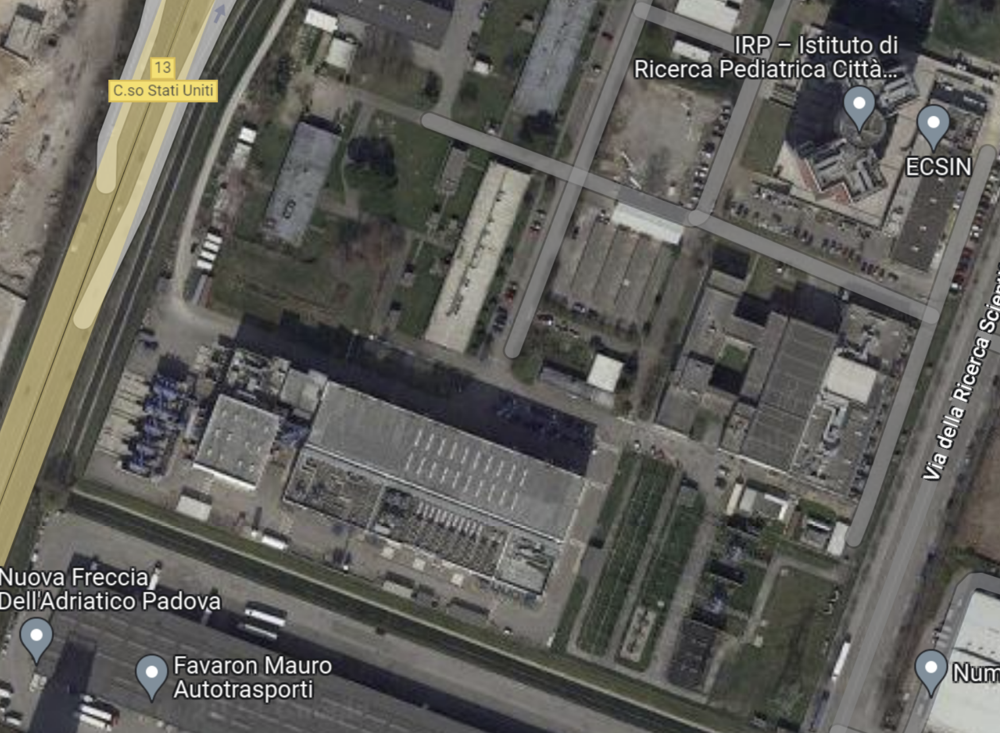 13
C.so Stati Uniti
IRP – Istituto di
Ricerca Pediatrica Città...
ECSIN
Via della Ricerca Scien
Nuova Freccia
Dell'Adriatico Padova
Favaron Mauro
Autotrasporti
Num